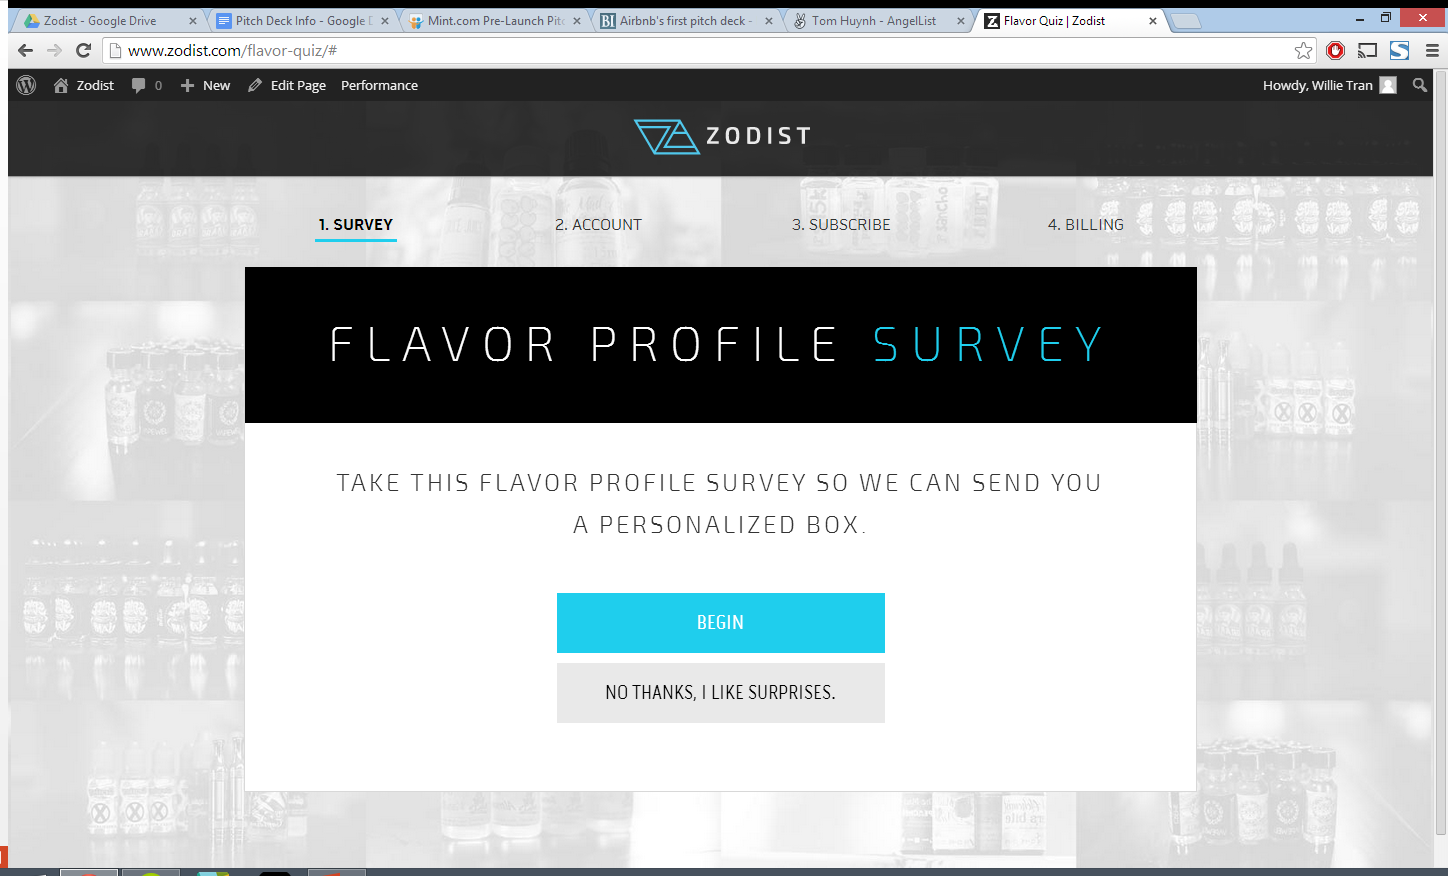 Zodist - Google Drive
Pitch Deck Info - Google D
Mint.com Pre-Launch Pitc
Airbnb's first pitch deck -
Tom Huynh - AngelList
Flavor Quiz | Zodist
www.zodist.com/flavor-quiz/#
Zodist 0 New Edit Page Performance Howdy, Willie Tran
ZODIST
1. SURVEY 2. ACCOUNT 3. SUBSCRIBE 4. BILLING
FLAVOR PROFILE SURVEY
TAKE THIS FLAVOR PROFILE SURVEY SO WE CAN SEND YOU
A PERSONALIZED BOX.
BEGIN
NO THANKS, I LIKE SURPRISES.